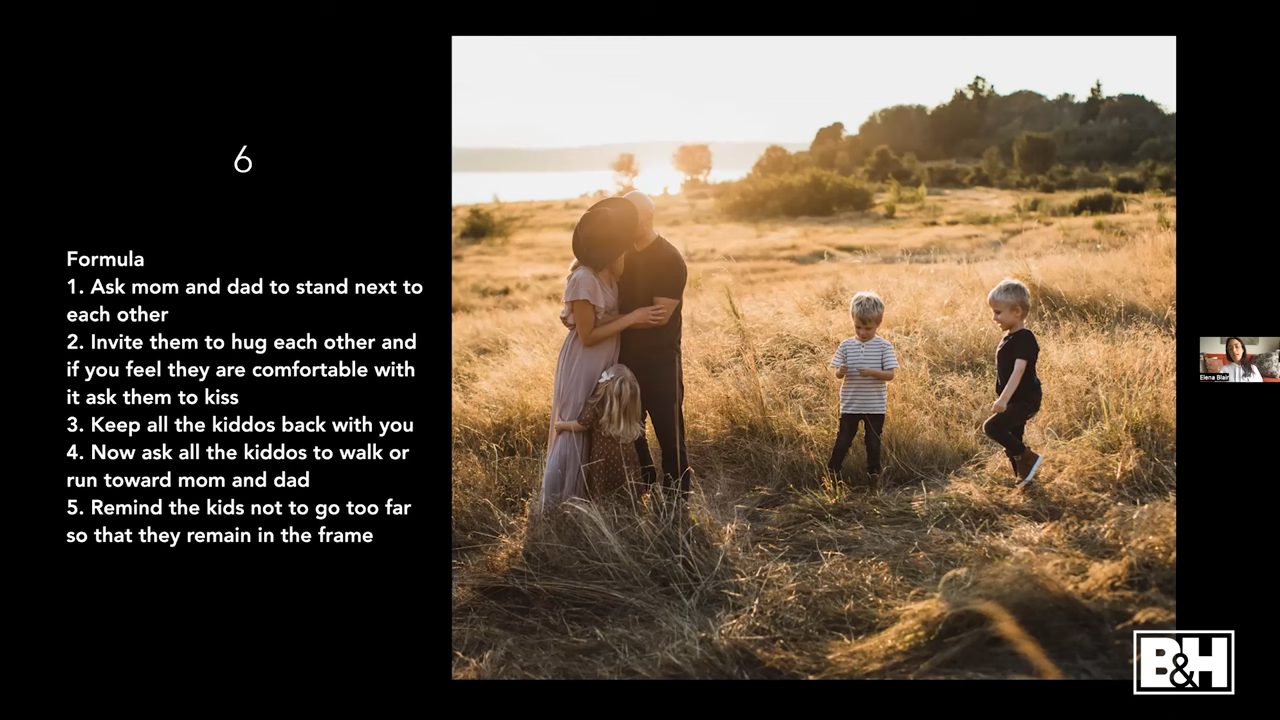 6
Formula
1. Ask mom and dad to stand next to
each other
2. Invite them to hug each other and
if you feel they are comfortable with
it ask them to kiss
3. Keep all the kiddos back with you
4. Now ask all the kiddos to walk or
run toward mom and dad
5. Remind the kids not to go too far
so that they remain in the frame
Elena Blair
B&H